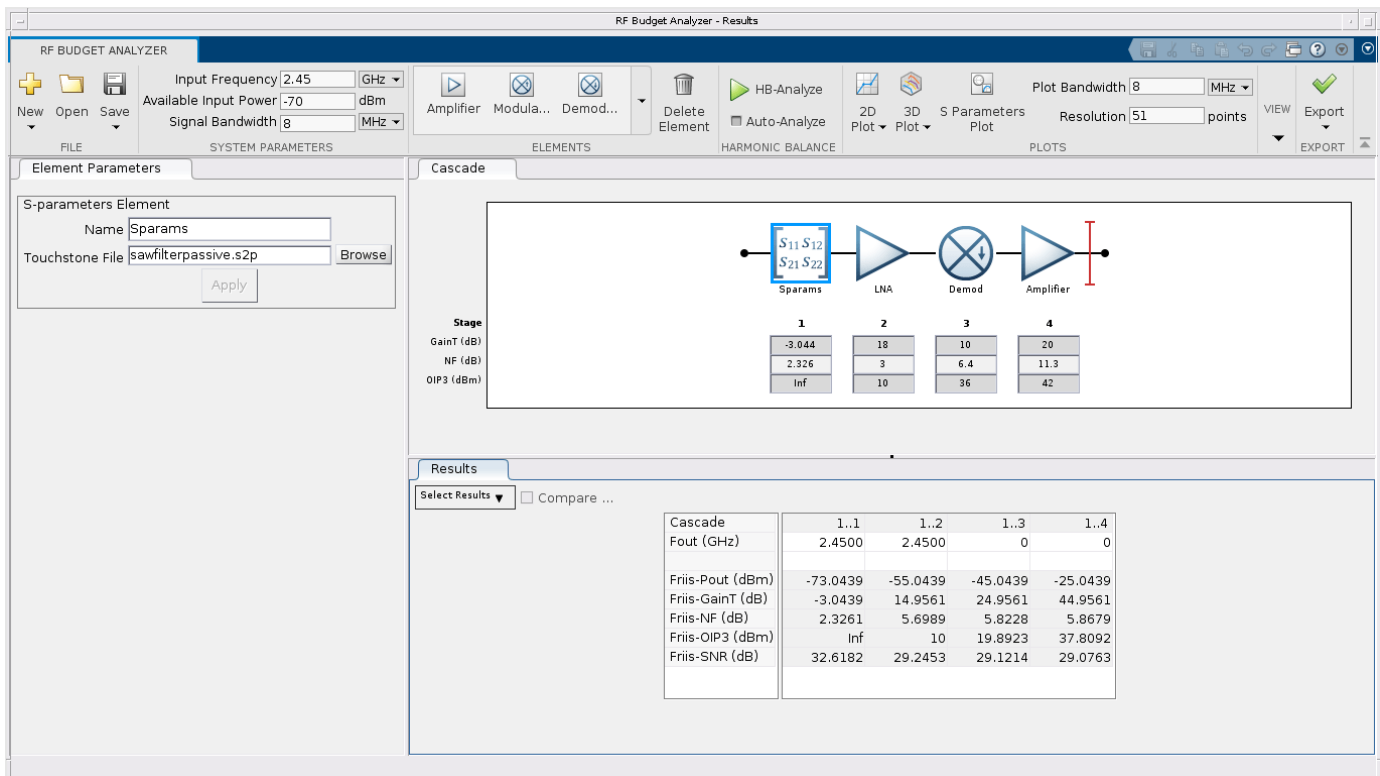 RF Budget Analyzer - Results
RF BUDGET ANALYZER
New
Open
Save
FILE
Input Frequency 2.45 GHz
Available Input Power -70 dBm
Signal Bandwidth 8 MHz
SYSTEM PARAMETERS
Amplifier Modula... Demod...
ELEMENTS
Delete
Element
HB-Analyze
Auto-Analyze
HARMONIC BALANCE
2D
Plot
3D
Plot
S Parameters
Plot
Plot Bandwidth 8 MHz
Resolution 51 points
PLOTS
VIEW
Export
EXPORT
Element Parameters
S-parameters Element
Name Sparams
Touchstone File sawfilterpassive.s2p Browse
Apply
Cascade
S11 S12
S21 S22
Sparams LNA Demod Amplifier
Stage 1 2 3 4
GainT (dB) -3.044 18 10 20
NF (dB) 2.326 3 6.4 11.3
OIP3 (dBm) Inf 10 36 42
Results
Select Results Compare ...
Cascade 1..1 1..2 1..3 1..4
Fout (GHz) 2.4500 2.4500 0 0
Friis-Pout (dBm) -73.0439 -55.0439 -45.0439 -25.0439
Friis-GainT (dB) -3.0439 14.9561 24.9561 44.9561
Friis-NF (dB) 2.3261 5.6989 5.8228 5.8679
Friis-OIP3 (dBm) Inf 10 19.8923 37.8092
Friis-SNR (dB) 32.6182 29.2453 29.1214 29.0763